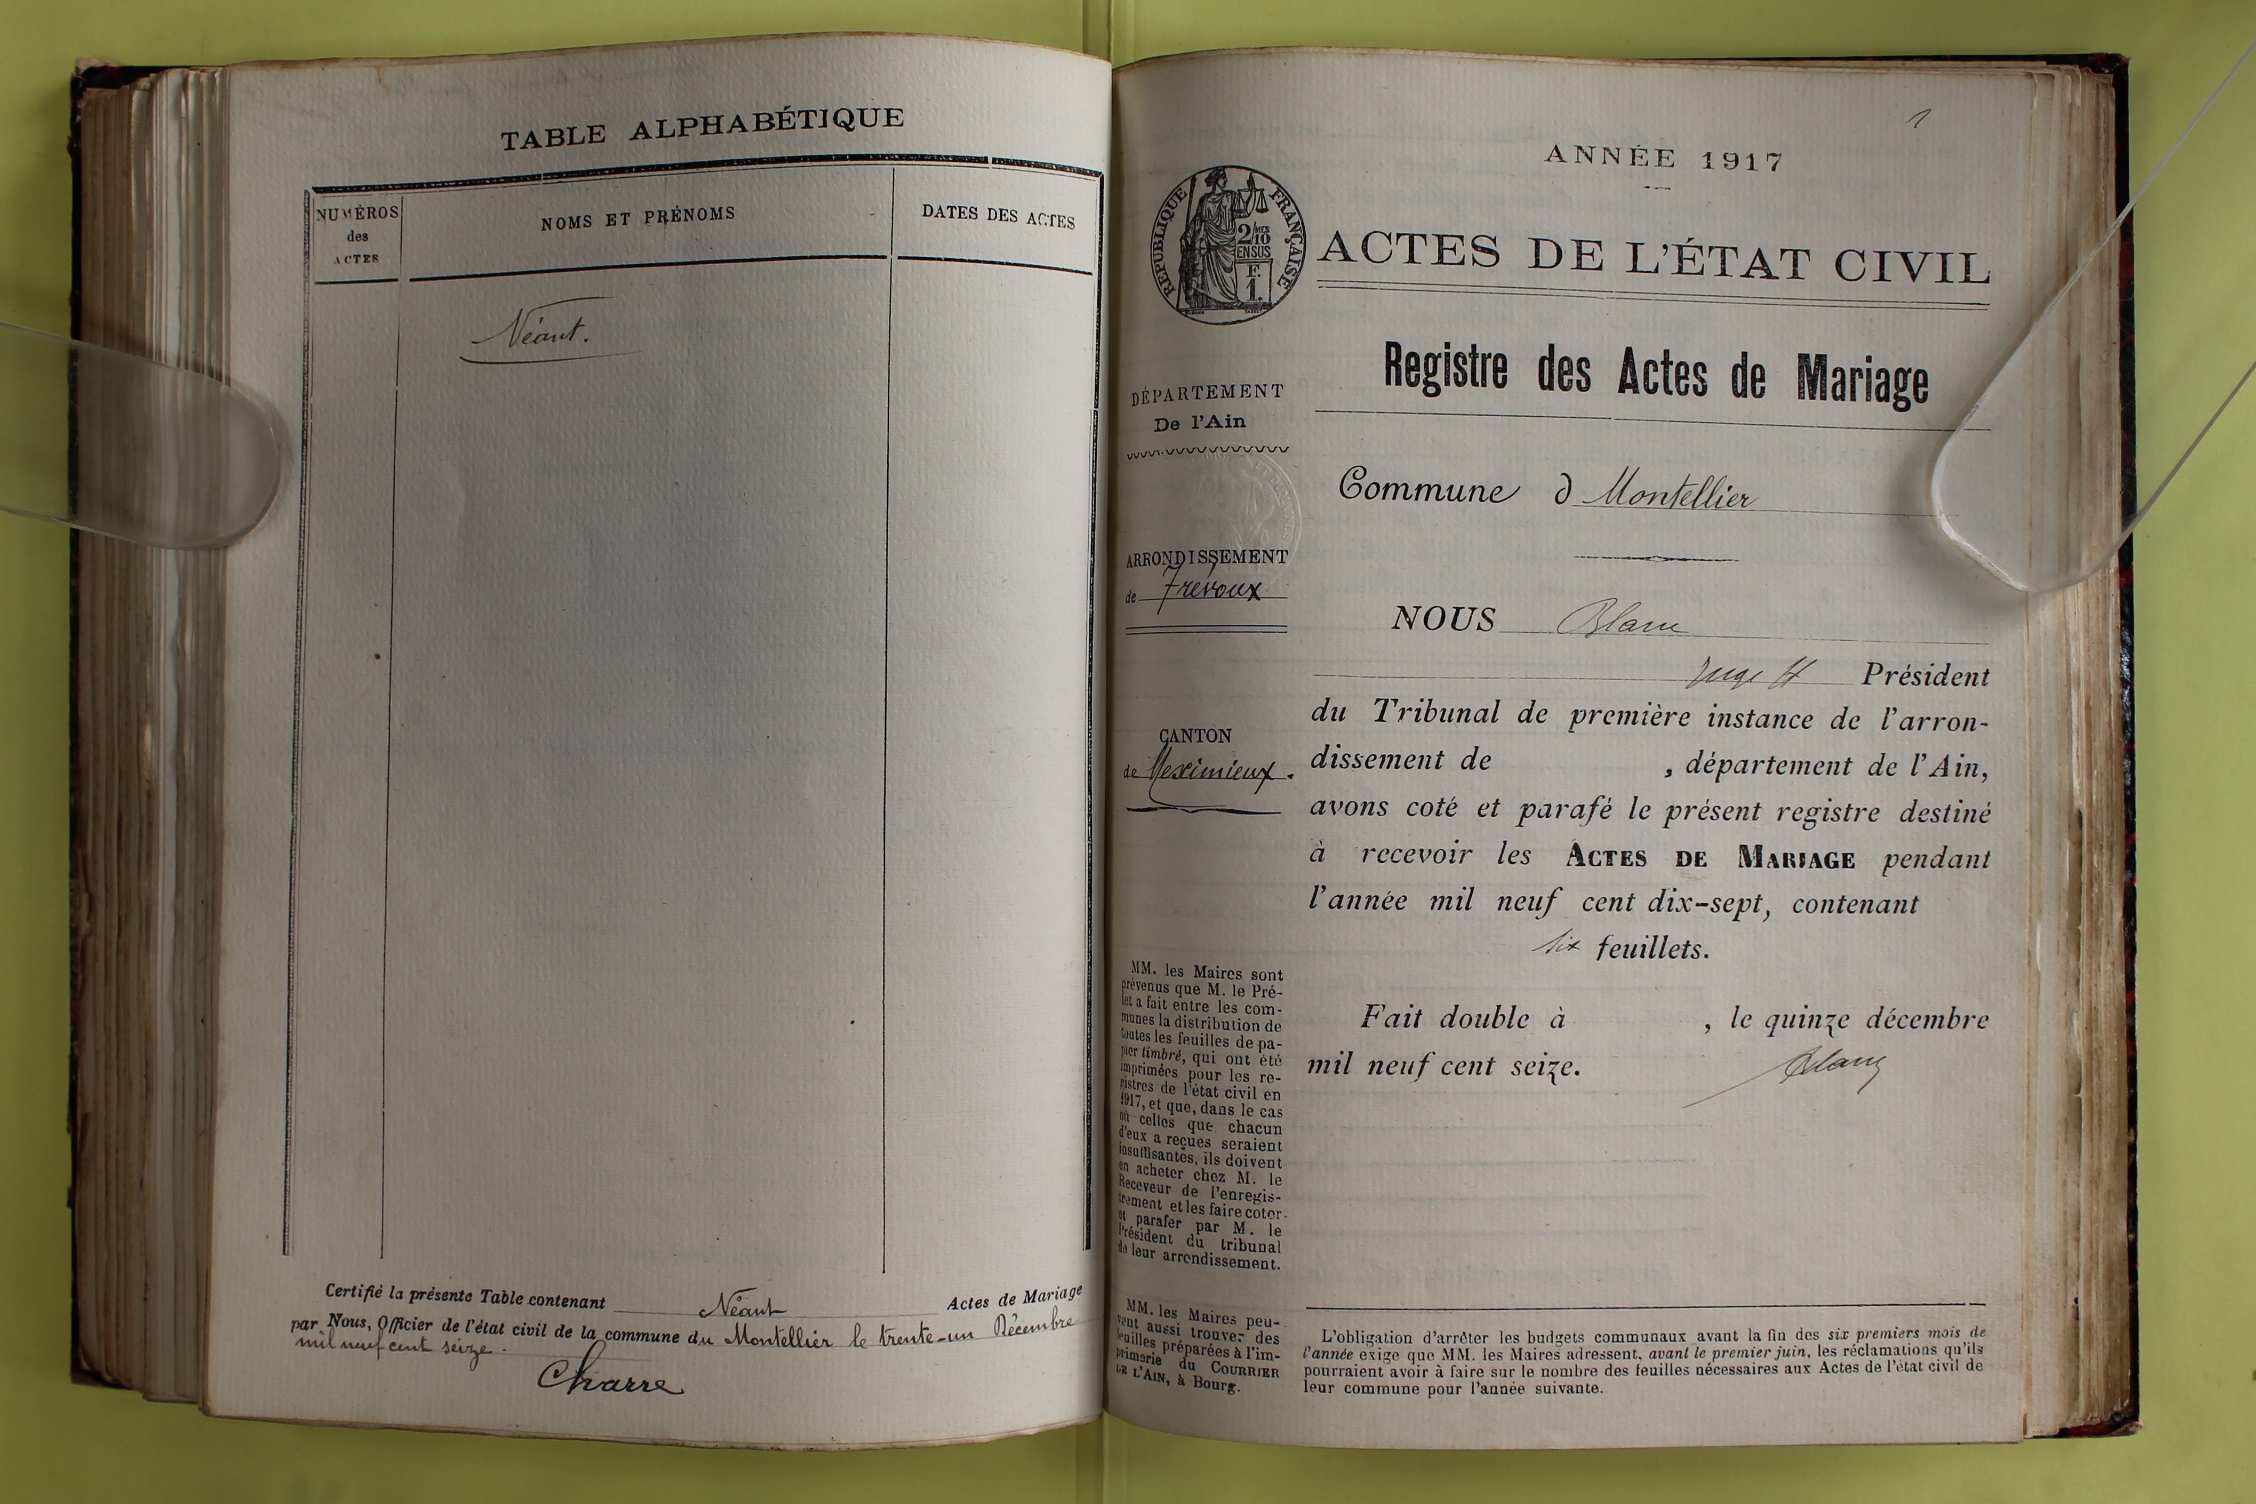 TABLE ALPHABÉTIQUE
NUMÉROS
des
ACTES
NOMS ET PRÉNOMS
DATES DES ACTES
Néant.
Certifié la présente Table contenant Néant Actes de Mariage
par Nous, Officier de l'état civil de la commune du Montellier le trente-un Décembre
mil neuf cent seize.
Charre
1
ANNÉE 1917
RÉPUBLIQUE FRANÇAISE
2/10 MES
EN SUS
F.
1.
ACTES DE L'ÉTAT CIVIL
Registre des Actes de Mariage
DÉPARTEMENT
De l'Ain
Commune d Montellier
ARRONDISSEMENT
de Trévoux
CANTON
de Meximieux.
NOUS Blanc
Juge ff Président
du Tribunal de première instance de l'arron-
dissement de , département de l'Ain,
avons coté et parafé le présent registre destiné
à recevoir les ACTES DE MARIAGE pendant
l'année mil neuf cent dix-sept, contenant
six feuillets.
Fait double à , le quinze décembre
mil neuf cent seize.
Blanc
MM. les Maires sont
prévenus que M. le Pré-
fet a fait entre les com-
munes la distribution de
toutes les feuilles de pa-
pier timbré, qui ont été
imprimées pour les re-
gistres de l'état civil en
1917, et que, dans le cas
où celles que chacun
d'eux a reçues seraient
insuffisantes, ils doivent
en acheter chez M. le
Receveur de l'enregis-
trement et les faire coter
et parafer par M. le
Président du tribunal
de leur arrondissement.
MM. les Maires peu-
vent aussi trouver des
feuilles préparées à l'im-
primerie du COURRIER
DE L'AIN, à Bourg.
L'obligation d'arrêter les budgets communaux avant la fin des six premiers mois de
l'année exige que MM. les Maires adressent, avant le premier juin, les réclamations qu'ils
pourraient avoir à faire sur le nombre des feuilles nécessaires aux Actes de l'état civil de
leur commune pour l'année suivante.